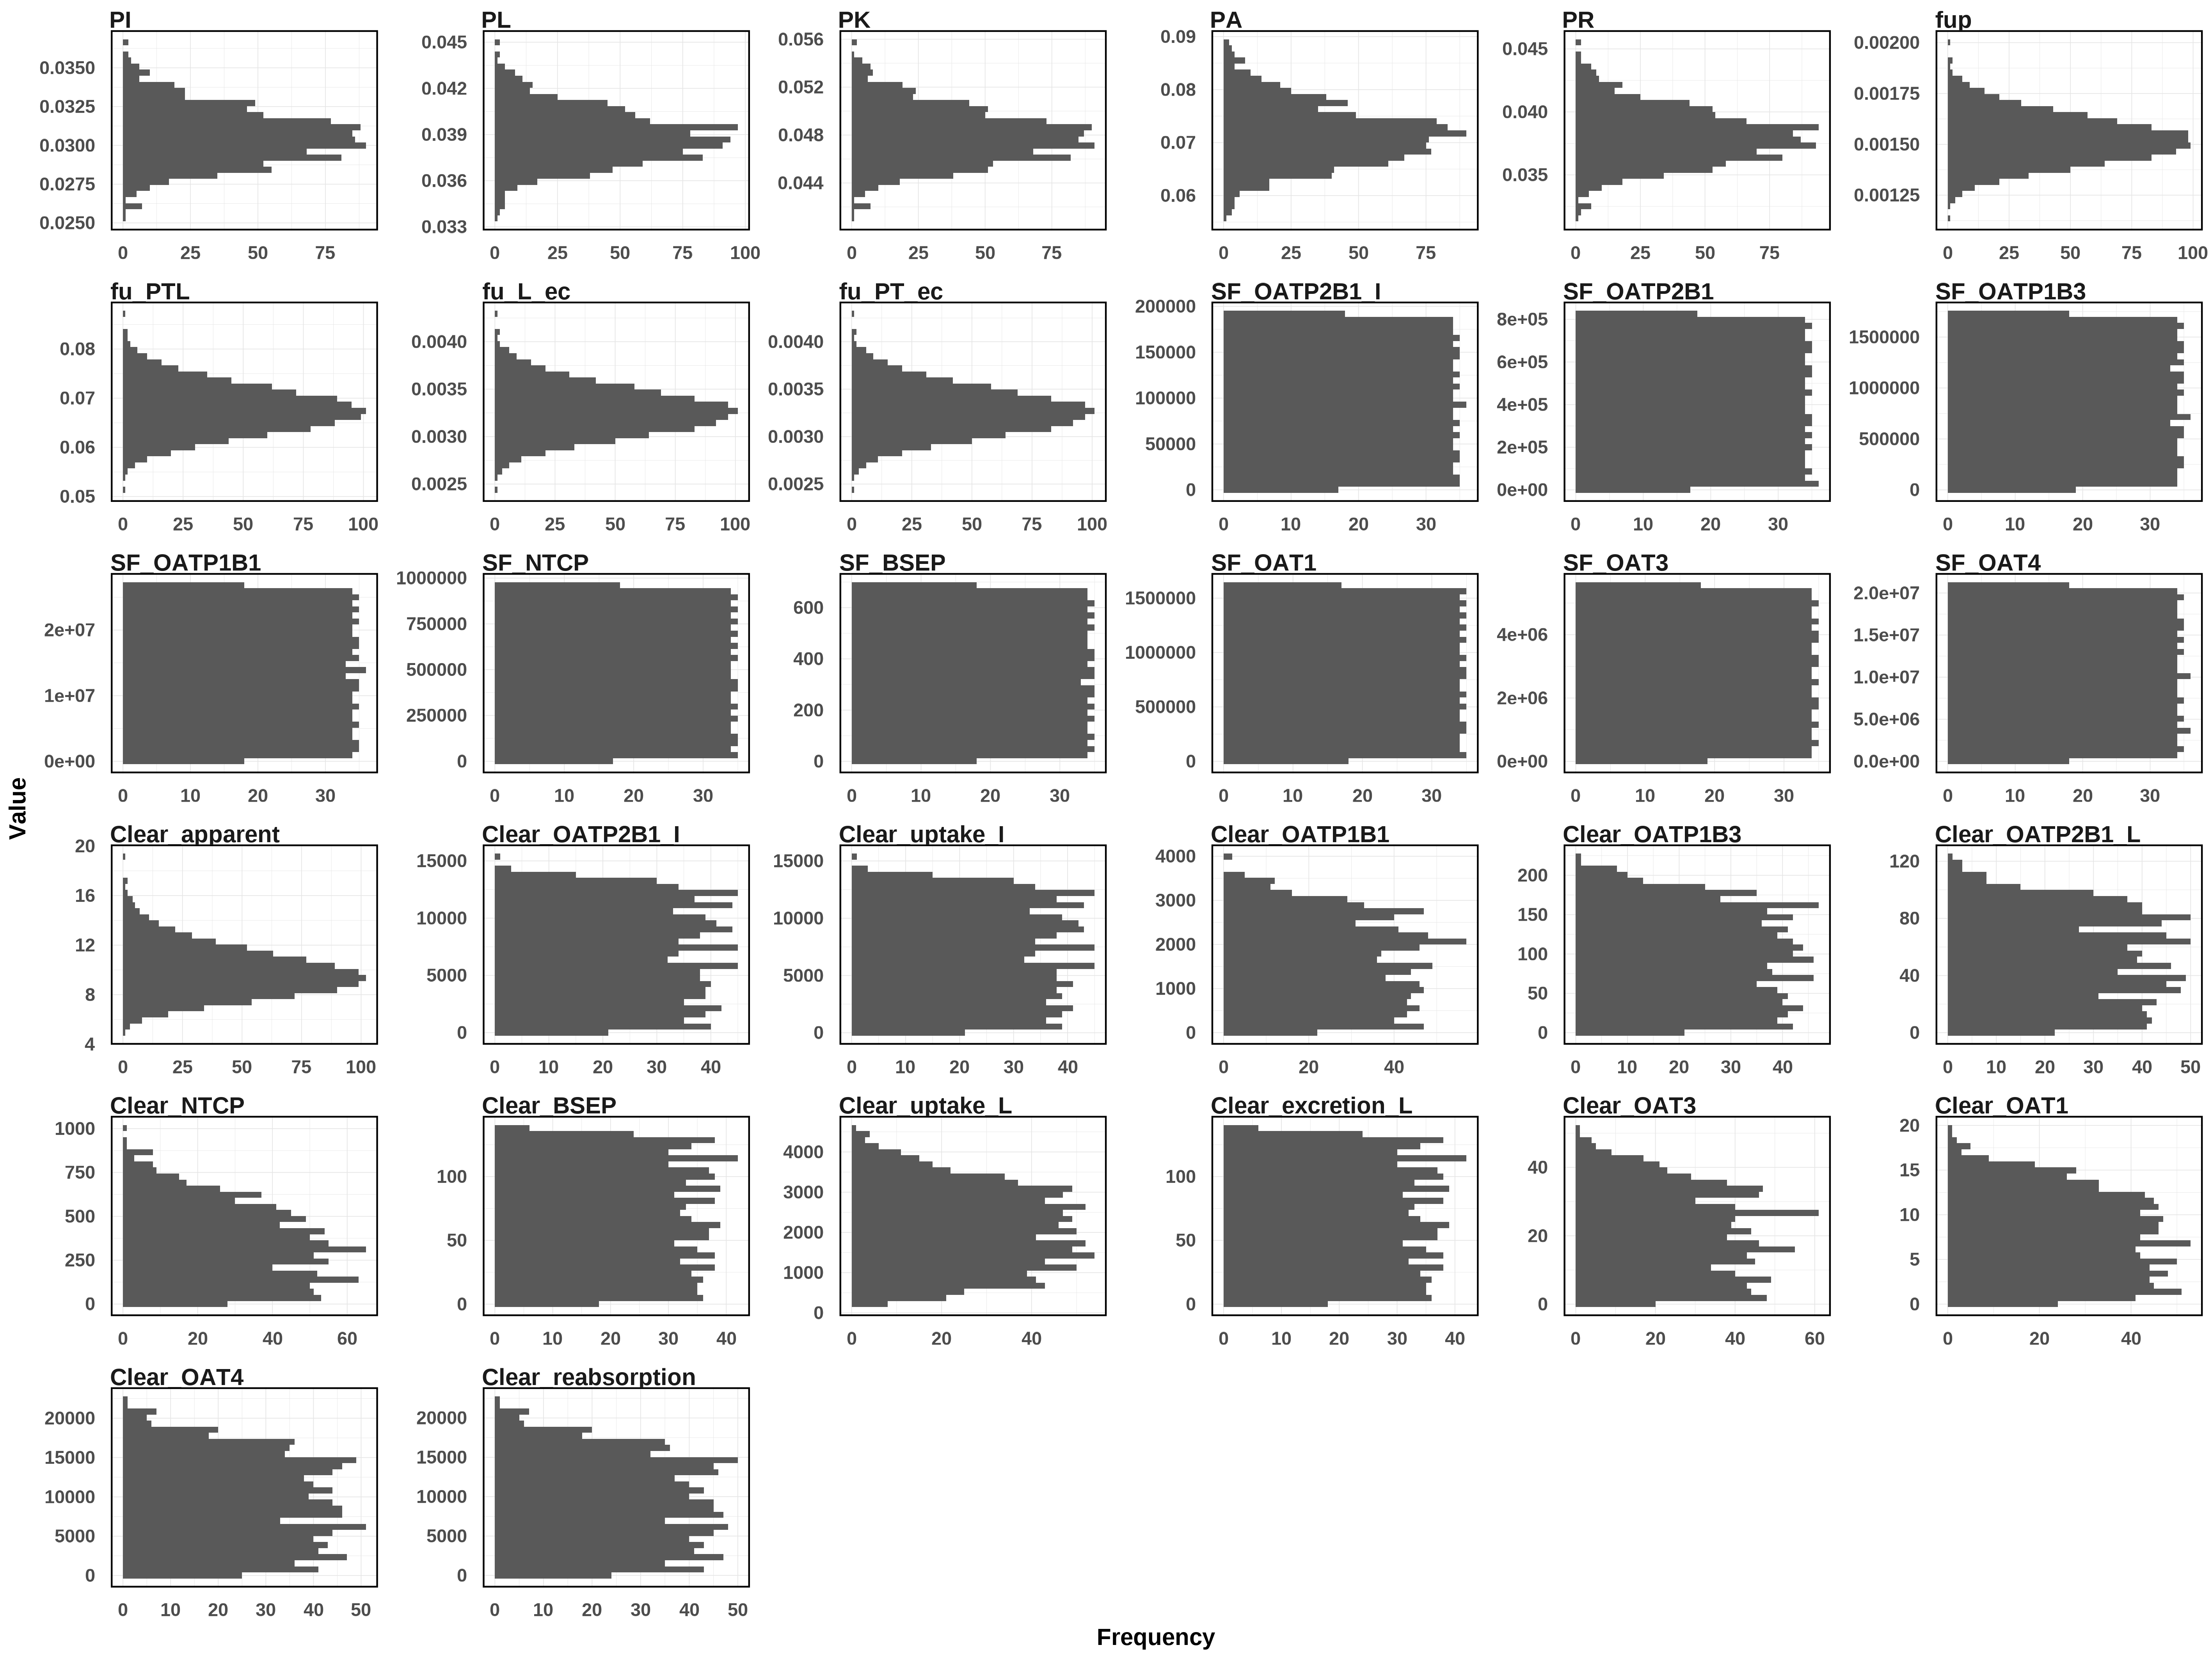 PI PL PK PA PR fup
0.0350 0.0325 0.0300 0.0275 0.0250
0 25 50 75
0.045 0.042 0.039 0.036 0.033
0 25 50 75 100
0.056 0.052 0.048 0.044
0 25 50 75
0.09 0.08 0.07 0.06
0 25 50 75
0.045 0.040 0.035
0 25 50 75
0.00200 0.00175 0.00150 0.00125
0 25 50 75 100
fu_PTL fu_L_ec fu_PT_ec SF_OATP2B1_I SF_OATP2B1 SF_OATP1B3
0.08 0.07 0.06 0.05
0 25 50 75 100
0.0040 0.0035 0.0030 0.0025
0 25 50 75 100
0.0040 0.0035 0.0030 0.0025
0 25 50 75 100
200000 150000 100000 50000 0
0 10 20 30
8e+05 6e+05 4e+05 2e+05 0e+00
0 10 20 30
1500000 1000000 500000 0
0 10 20 30
SF_OATP1B1 SF_NTCP SF_BSEP SF_OAT1 SF_OAT3 SF_OAT4
2e+07 1e+07 0e+00
0 10 20 30
1000000 750000 500000 250000 0
0 10 20 30
600 400 200 0
0 10 20 30
1500000 1000000 500000 0
0 10 20 30
4e+06 2e+06 0e+00
0 10 20 30
2.0e+07 1.5e+07 1.0e+07 5.0e+06 0.0e+00
0 10 20 30
Value
Clear_apparent Clear_OATP2B1_I Clear_uptake_I Clear_OATP1B1 Clear_OATP1B3 Clear_OATP2B1_L
20 16 12 8 4
0 25 50 75 100
15000 10000 5000 0
0 10 20 30 40
15000 10000 5000 0
0 10 20 30 40
4000 3000 2000 1000 0
0 20 40
200 150 100 50 0
0 10 20 30 40
120 80 40 0
0 10 20 30 40 50
Clear_NTCP Clear_BSEP Clear_uptake_L Clear_excretion_L Clear_OAT3 Clear_OAT1
1000 750 500 250 0
0 20 40 60
100 50 0
0 10 20 30 40
4000 3000 2000 1000 0
0 20 40
100 50 0
0 10 20 30 40
40 20 0
0 20 40 60
20 15 10 5 0
0 20 40
Clear_OAT4 Clear_reabsorption
20000 15000 10000 5000 0
0 10 20 30 40 50
20000 15000 10000 5000 0
0 10 20 30 40 50
Frequency